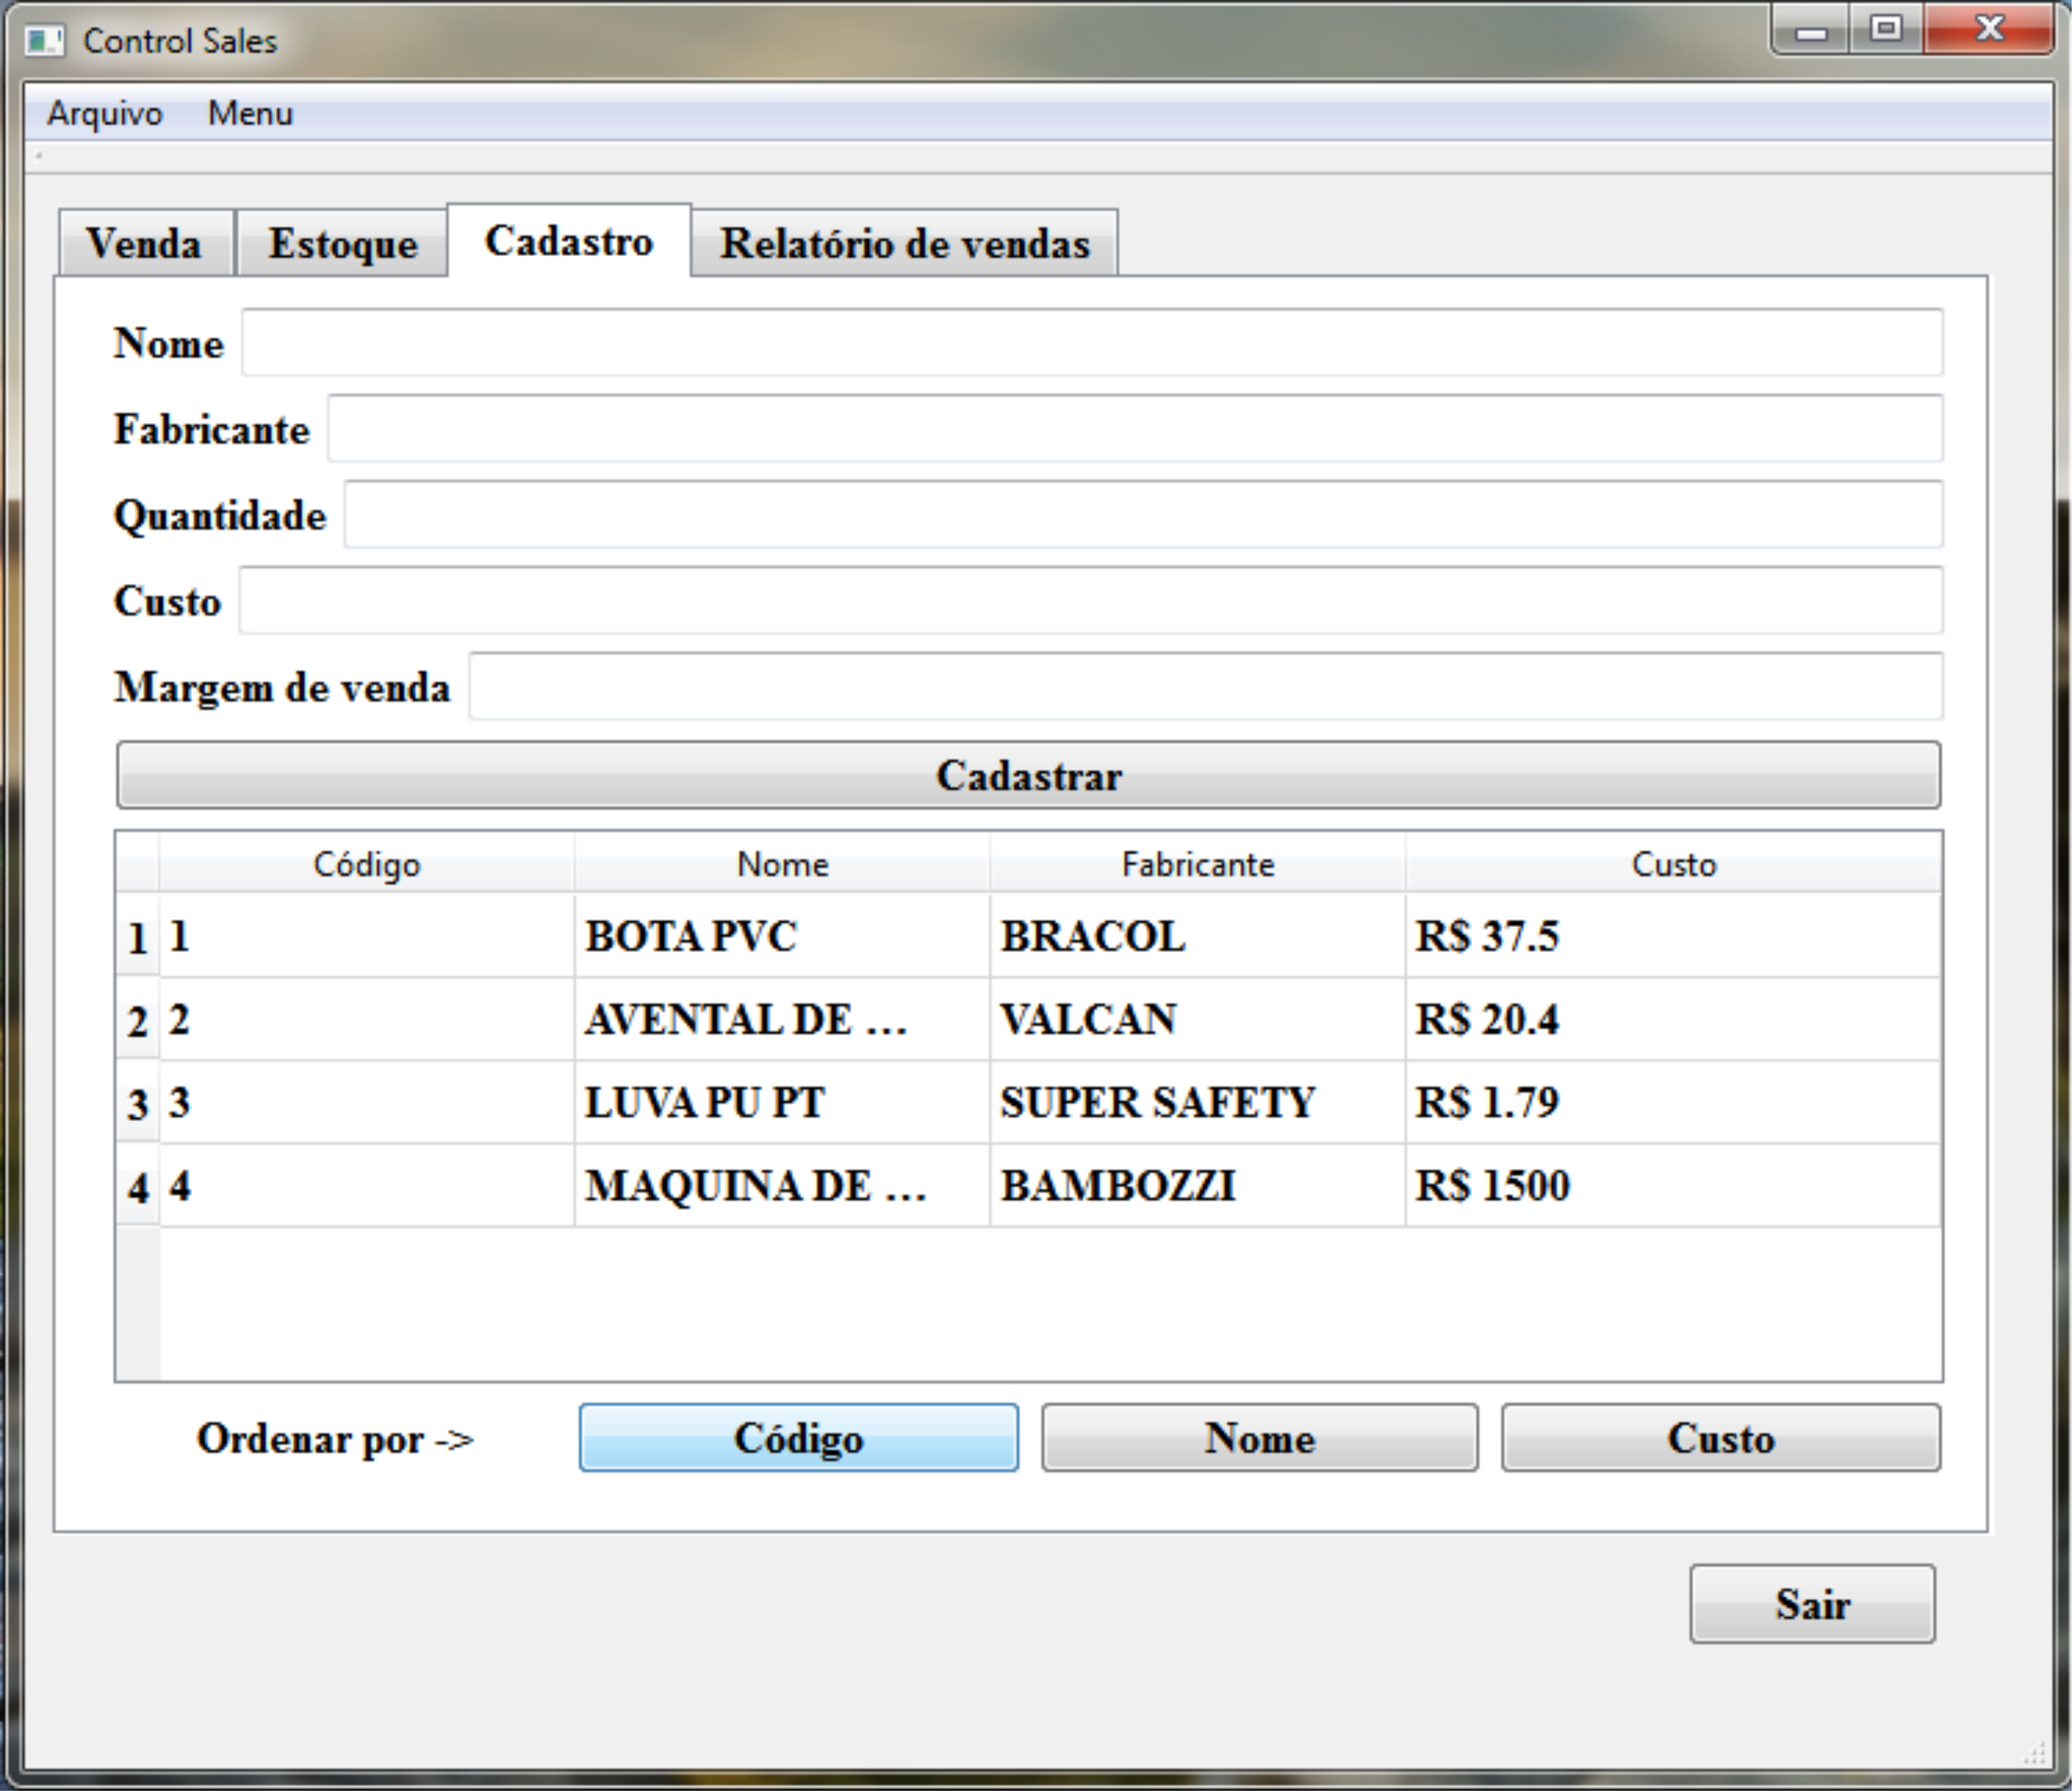 Control Sales
Arquivo Menu
Venda Estoque Cadastro Relatório de vendas
Nome
Fabricante
Quantidade
Custo
Margem de venda
Cadastrar
Código Nome Fabricante Custo
1 1 BOTA PVC BRACOL R$ 37.5
2 2 AVENTAL DE ... VALCAN R$ 20.4
3 3 LUVA PU PT SUPER SAFETY R$ 1.79
4 4 MAQUINA DE ... BAMBOZZI R$ 1500
Ordenar por -> Código Nome Custo
Sair